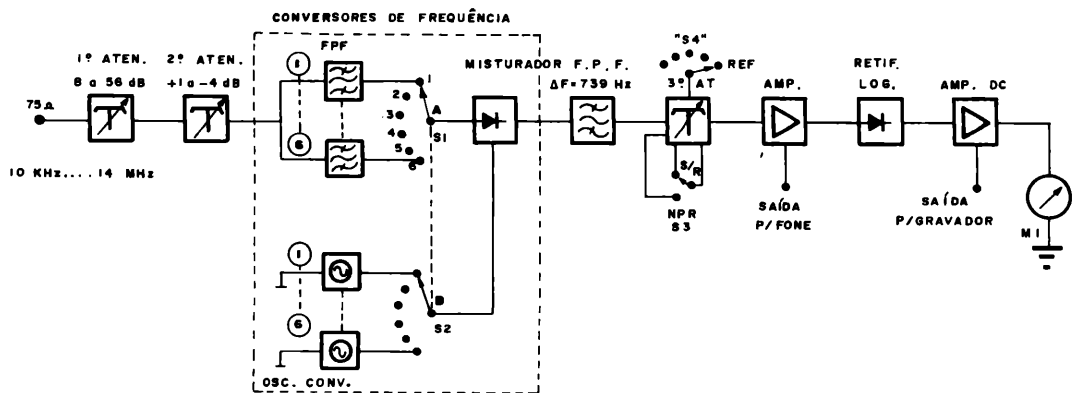 CONVERSORES DE FREQUÊNCIA
1º ATEN.
8 a 56 dB
2º ATEN.
+1 a -4 dB
75Ω
10 KHz....14 MHz
FPF
1
6
2
3
4
5
6
A
S1
1
6
B
S2
OSC. CONV.
MISTURADOR
F. P. F.
ΔF=739 Hz
"S4"
REF
3º AT
S/R
NPR
S3
AMP.
SAÍDA
P/FONE
RETIF.
LOG.
AMP. DC
SAÍDA
P/GRAVADOR
M1